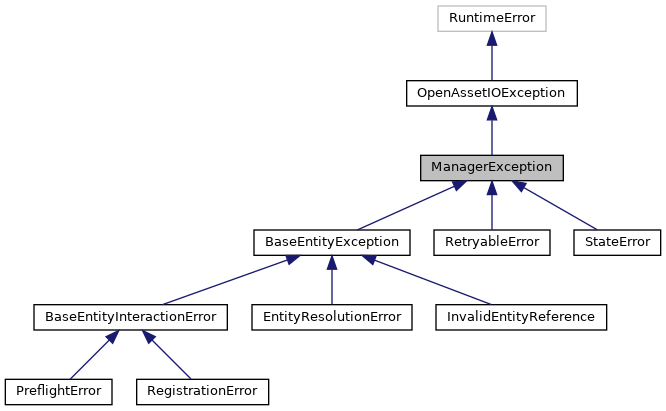 RuntimeError
OpenAssetIOException
ManagerException
BaseEntityException
RetryableError
StateError
BaseEntityInteractionError
EntityResolutionError
InvalidEntityReference
PreflightError
RegistrationError